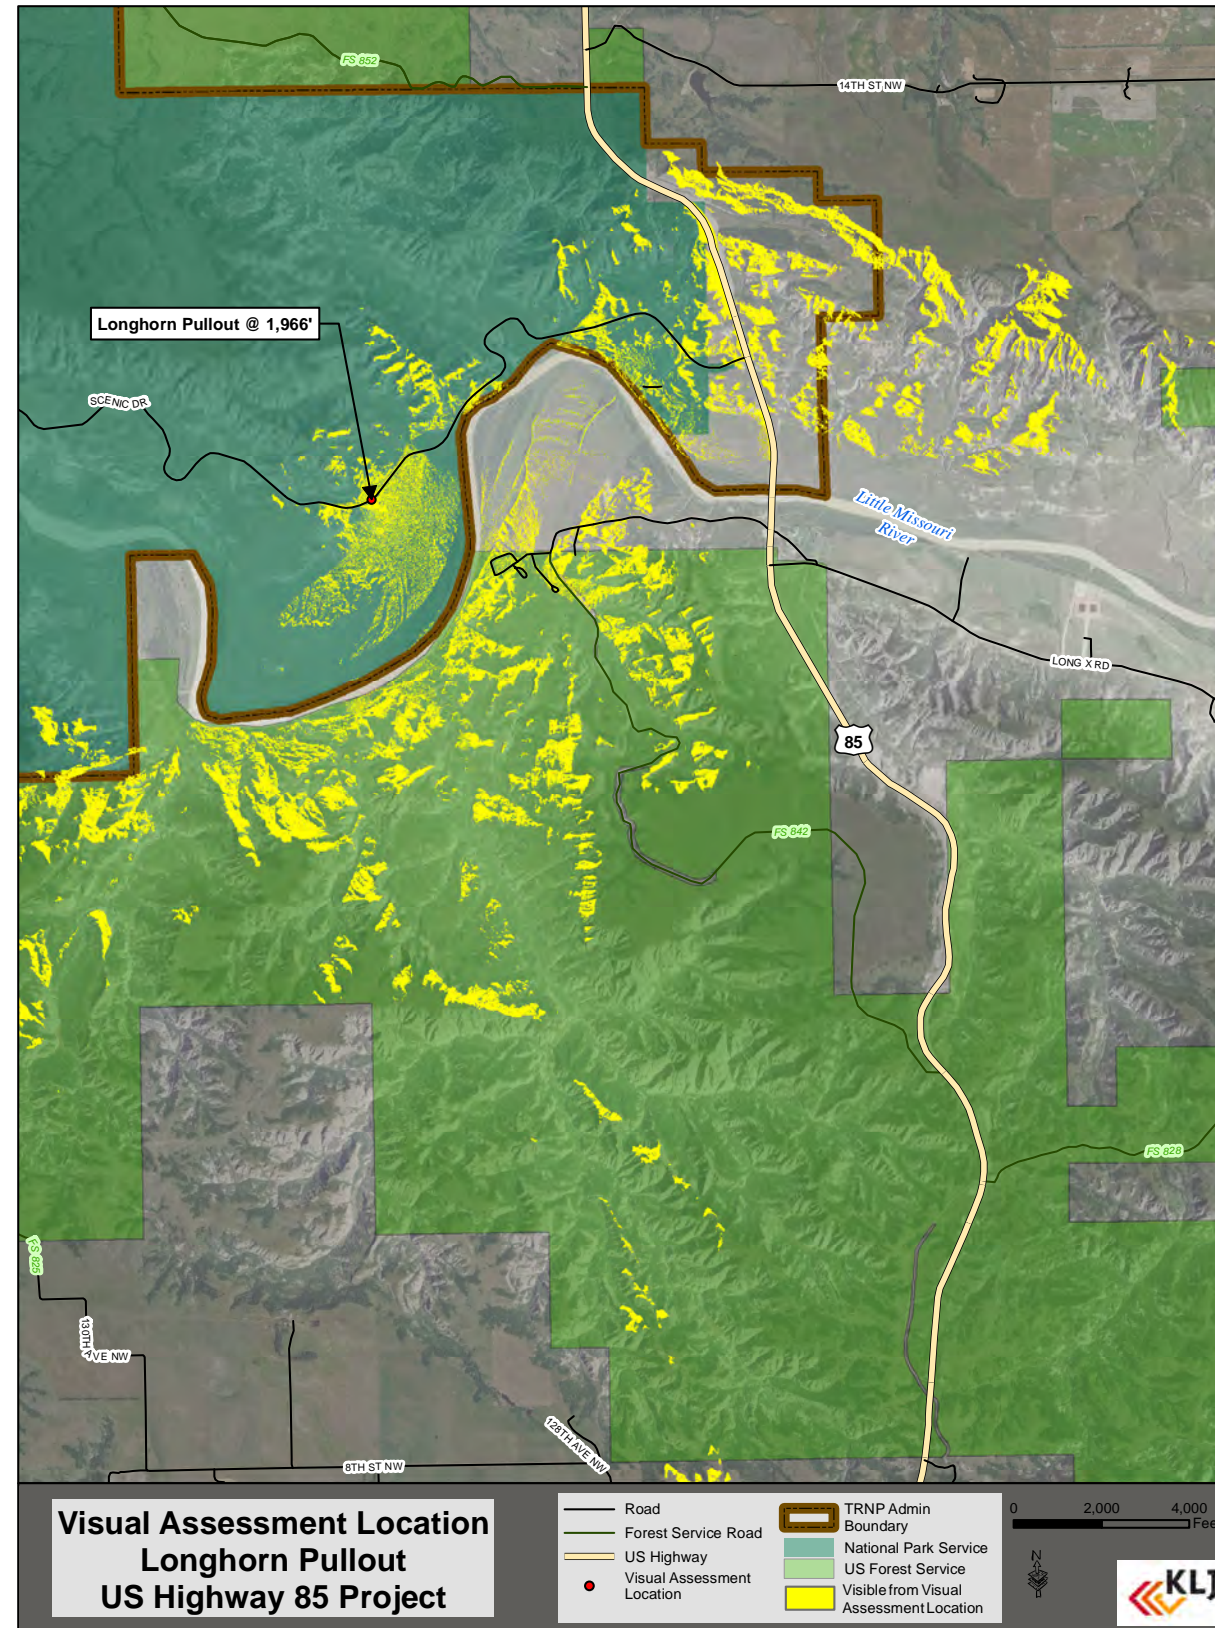 FS 852
14TH ST NW
Longhorn Pullout @ 1,966'
SCENIC DR
Little Missouri
River
LONG X RD
85
FS 842
FS 828
FS 825
130TH AVE NW
128TH AVE NW
8TH ST NW
Visual Assessment Location
Longhorn Pullout
US Highway 85 Project
Road
Forest Service Road
US Highway
Visual Assessment
Location
TRNP Admin
Boundary
National Park Service
US Forest Service
Visible from Visual
Assessment Location
0 2,000 4,000
Fee
N
KLJ